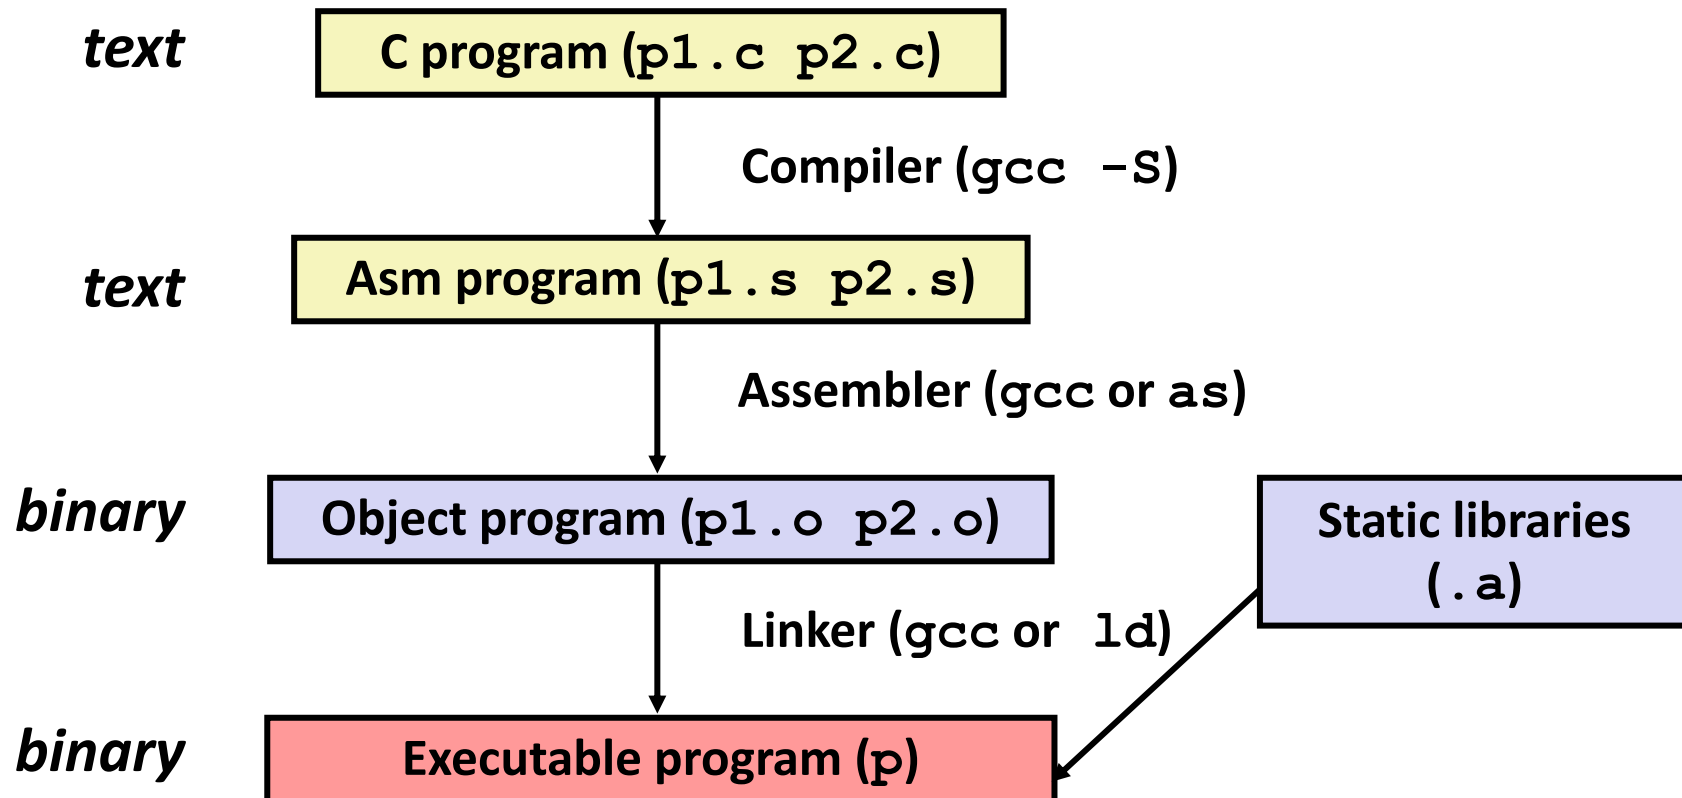 text
C program (p1.c p2.c)
Compiler (gcc -S)
text
Asm program (p1.s p2.s)
Assembler (gcc or as)
binary
Object program (p1.o p2.o)
Static libraries
(.a)
Linker (gcc or ld)
binary
Executable program (p)